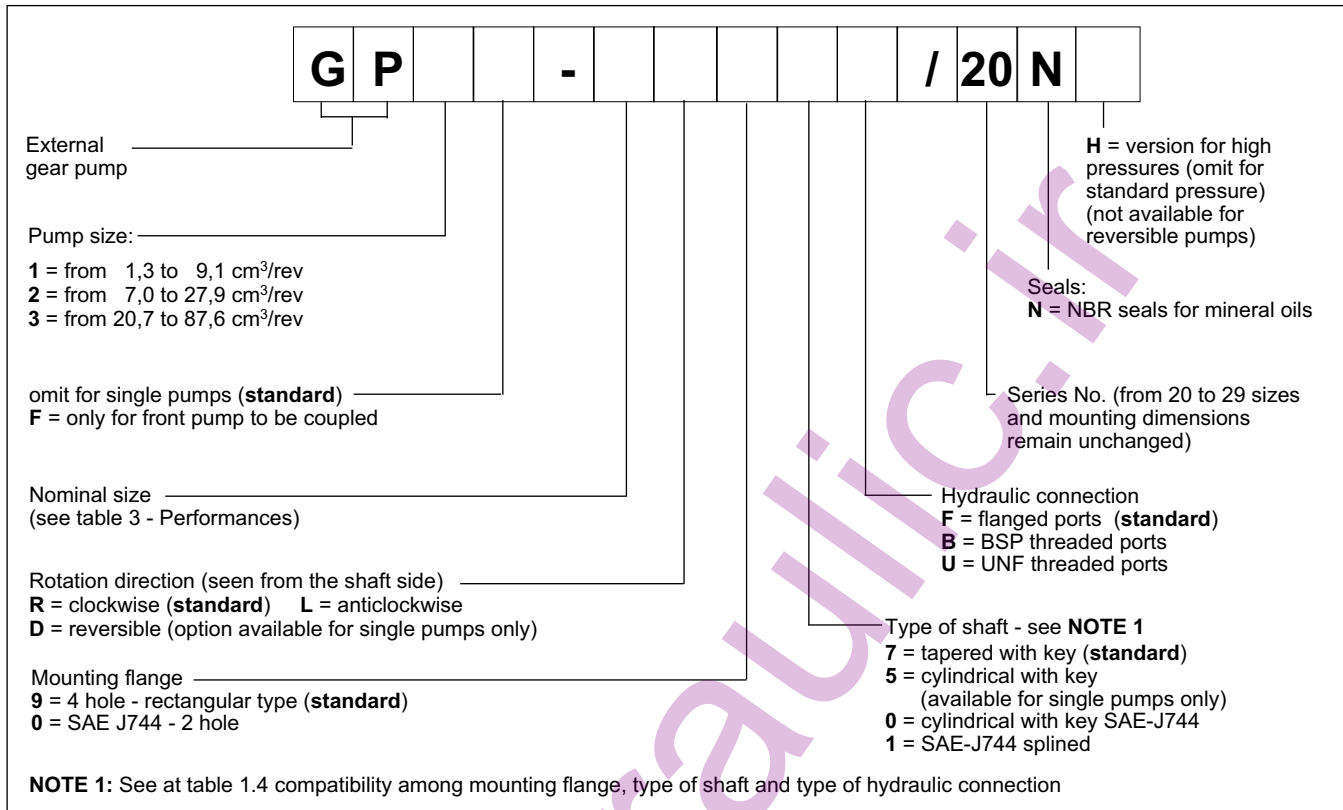 G P - / 20 N
External
gear pump
Pump size:
1 = from 1,3 to 9,1 cm³/rev
2 = from 7,0 to 27,9 cm³/rev
3 = from 20,7 to 87,6 cm³/rev
omit for single pumps (standard)
F = only for front pump to be coupled
Nominal size
(see table 3 - Performances)
Rotation direction (seen from the shaft side)
R = clockwise (standard) L = anticlockwise
D = reversible (option available for single pumps only)
Mounting flange
9 = 4 hole - rectangular type (standard)
0 = SAE J744 - 2 hole
H = version for high
pressures (omit for
standard pressure)
(not available for
reversible pumps)
Seals:
N = NBR seals for mineral oils
Series No. (from 20 to 29 sizes
and mounting dimensions
remain unchanged)
Hydraulic connection
F = flanged ports (standard)
B = BSP threaded ports
U = UNF threaded ports
Type of shaft - see NOTE 1
7 = tapered with key (standard)
5 = cylindrical with key
(available for single pumps only)
0 = cylindrical with key SAE-J744
1 = SAE-J744 splined
NOTE 1: See at table 1.4 compatibility among mounting flange, type of shaft and type of hydraulic connection
raulic.ir